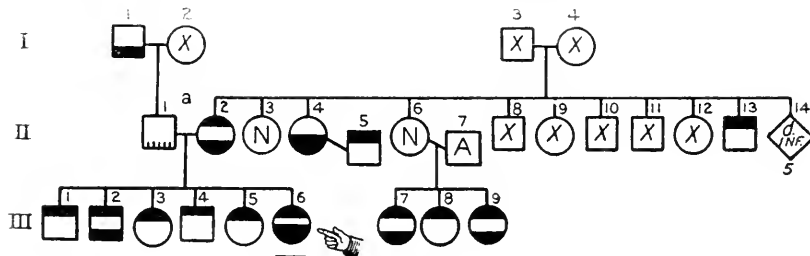 1 2 3 4
I X X X
a
1 2 3 4 5 6 7 8 9 10 11 12 13 14
II N N A X X X X X d. INF.
5
1 2 3 4 5 6 7 8 9
III